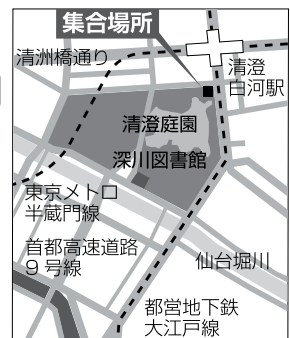 集合場所
清洲橋通り
清澄
白河駅
清澄庭園
深川図書館
東京メトロ
半蔵門線
首都高速道路
9号線
仙台堀川
都営地下鉄
大江戸線